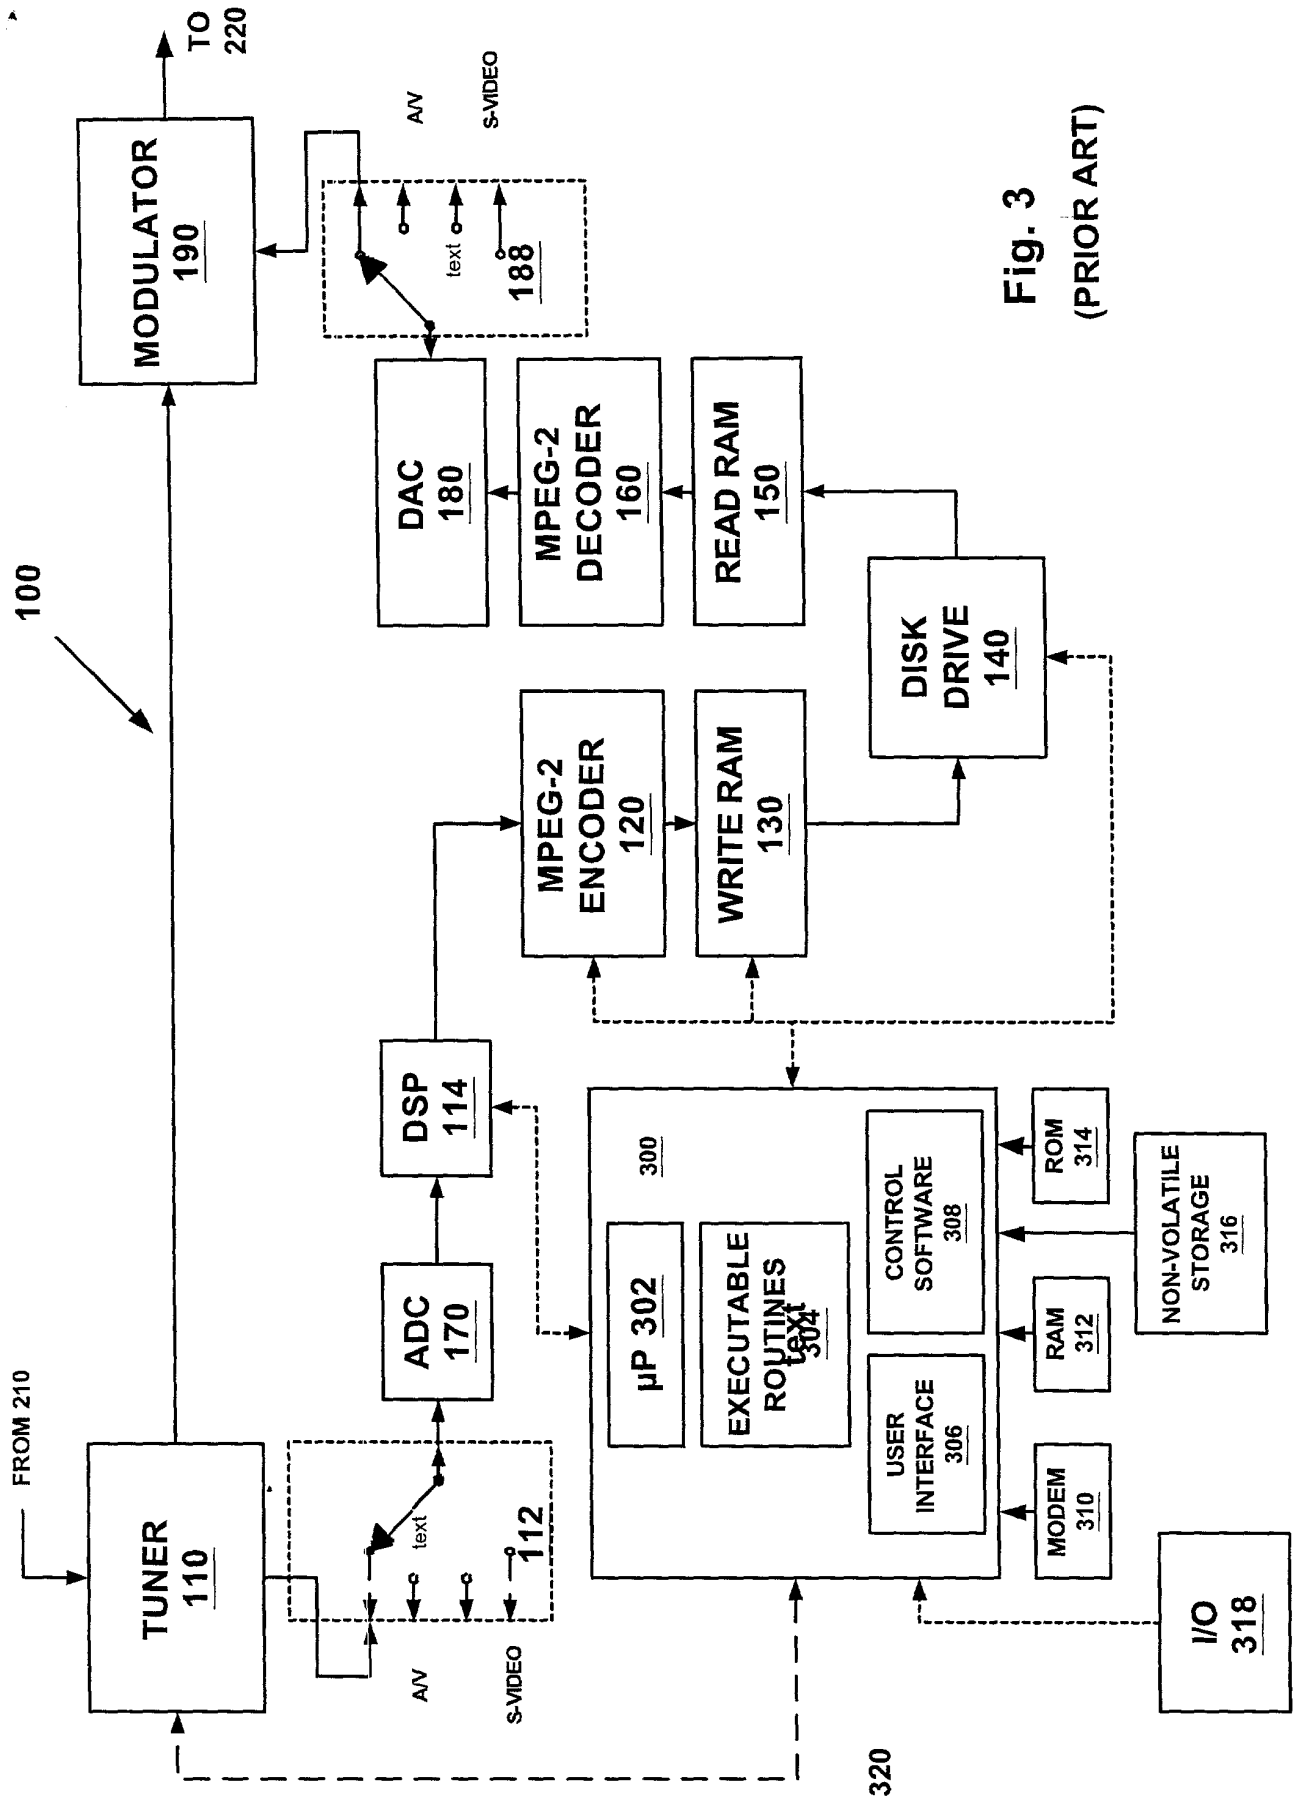 FROM 210
TUNER
110
100
MODULATOR
190
TO
220
A/V
S-VIDEO
text
112
ADC
170
DSP
114
MPEG-2
ENCODER
120
WRITE RAM
130
DISK
DRIVE
140
READ RAM
150
MPEG-2
DECODER
160
DAC
180
text
188
A/V
S-VIDEO
300
µP 302
EXECUTABLE
ROUTINES
text
304
USER
INTERFACE
306
CONTROL
SOFTWARE
308
MODEM
310
RAM
312
ROM
314
NON-VOLATILE
STORAGE
316
I/O
318
320
Fig. 3
(PRIOR ART)